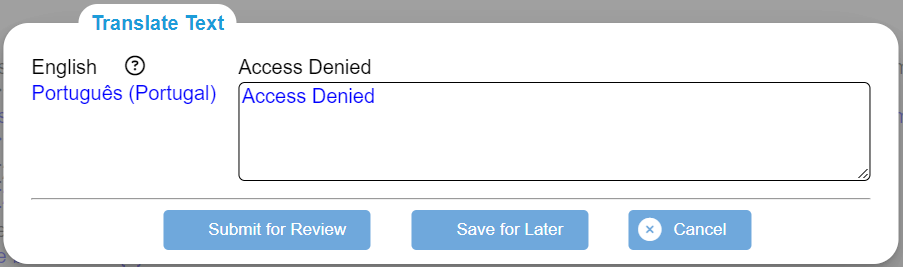 Translate Text
English ? Access Denied
Português (Portugal) Access Denied
Submit for Review Save for Later Cancel